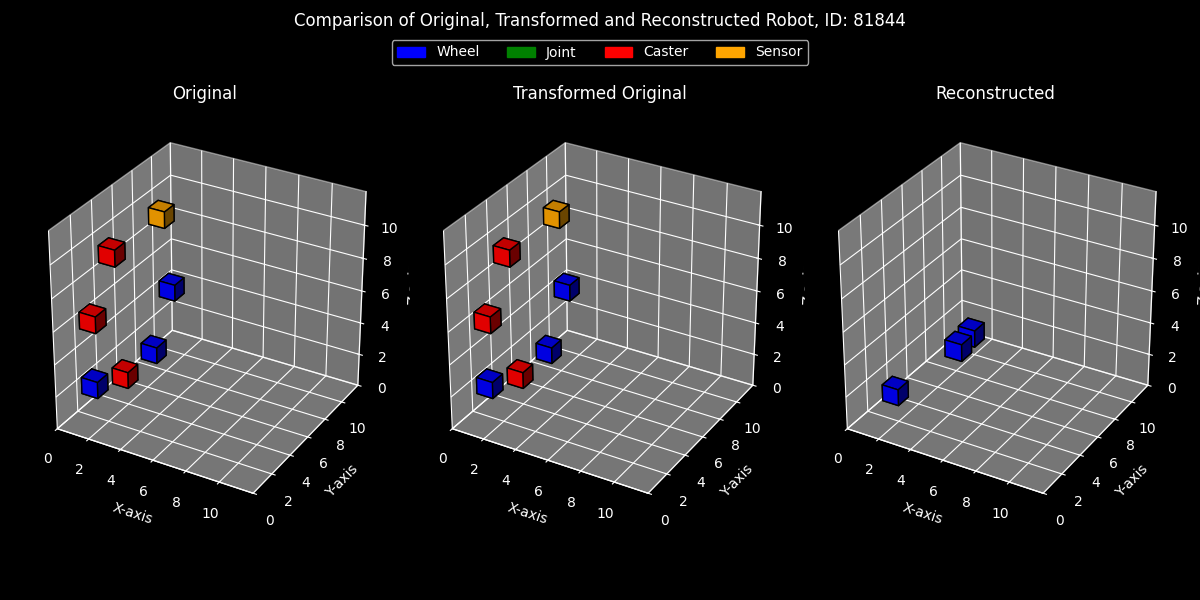 Comparison of Original, Transformed and Reconstructed Robot, ID: 81844
Wheel Joint Caster Sensor
Original
0 2 4 6 8 10
X-axis
0 2 4 6 8 10
Y-axis
0 2 4 6 8 10
Transformed Original
0 2 4 6 8 10
X-axis
0 2 4 6 8 10
Y-axis
0 2 4 6 8 10
Reconstructed
0 2 4 6 8 10
X-axis
0 2 4 6 8 10
Y-axis
0 2 4 6 8 10